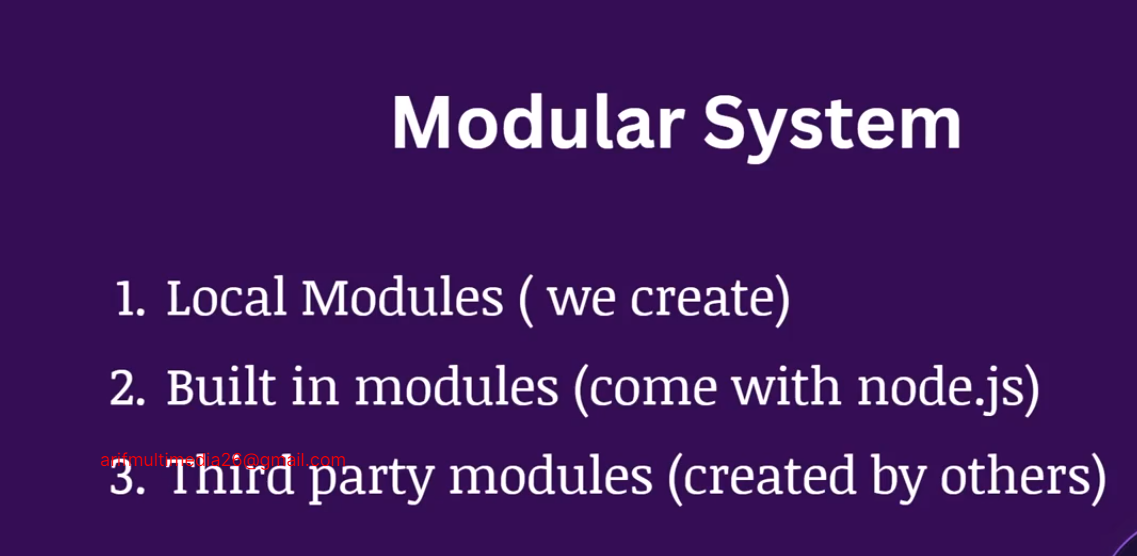 Modular System
1. Local Modules ( we create)
2. Built in modules (come with node.js)
arifmultimedia26@gmail.com
3. Third party modules (created by others)